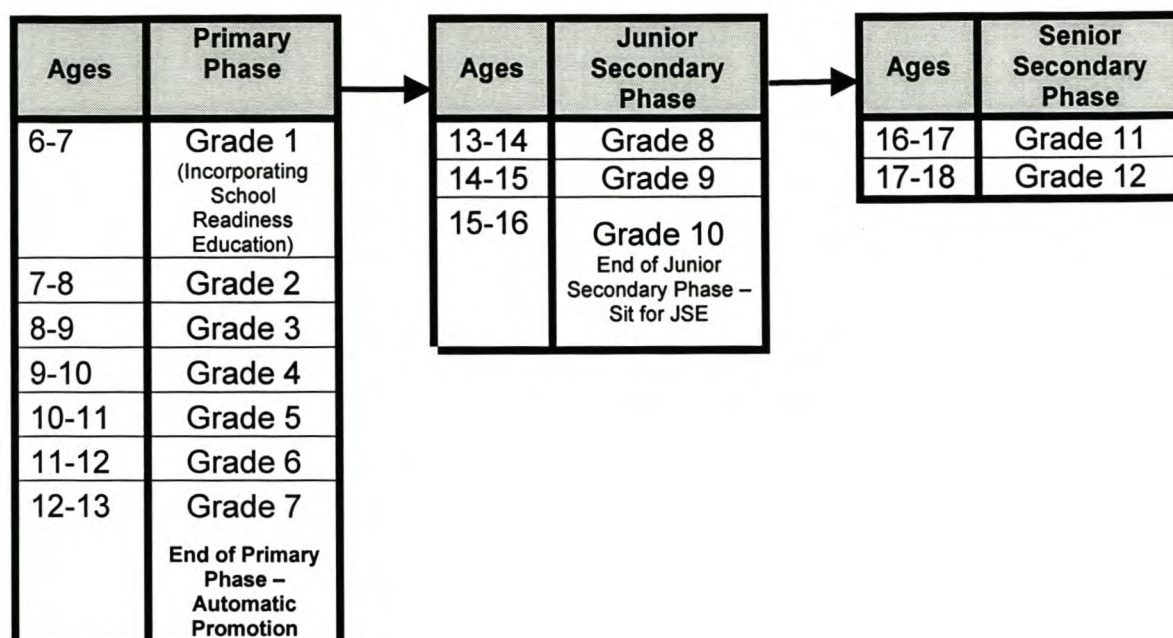 Ages Primary
Phase
6-7 Grade 1
(Incorporating
School
Readiness
Education)
7-8 Grade 2
8-9 Grade 3
9-10 Grade 4
10-11 Grade 5
11-12 Grade 6
12-13 Grade 7
End of Primary
Phase –
Automatic
Promotion
Ages Junior
Secondary
Phase
13-14 Grade 8
14-15 Grade 9
15-16 Grade 10
End of Junior
Secondary Phase –
Sit for JSE
Ages Senior
Secondary
Phase
16-17 Grade 11
17-18 Grade 12